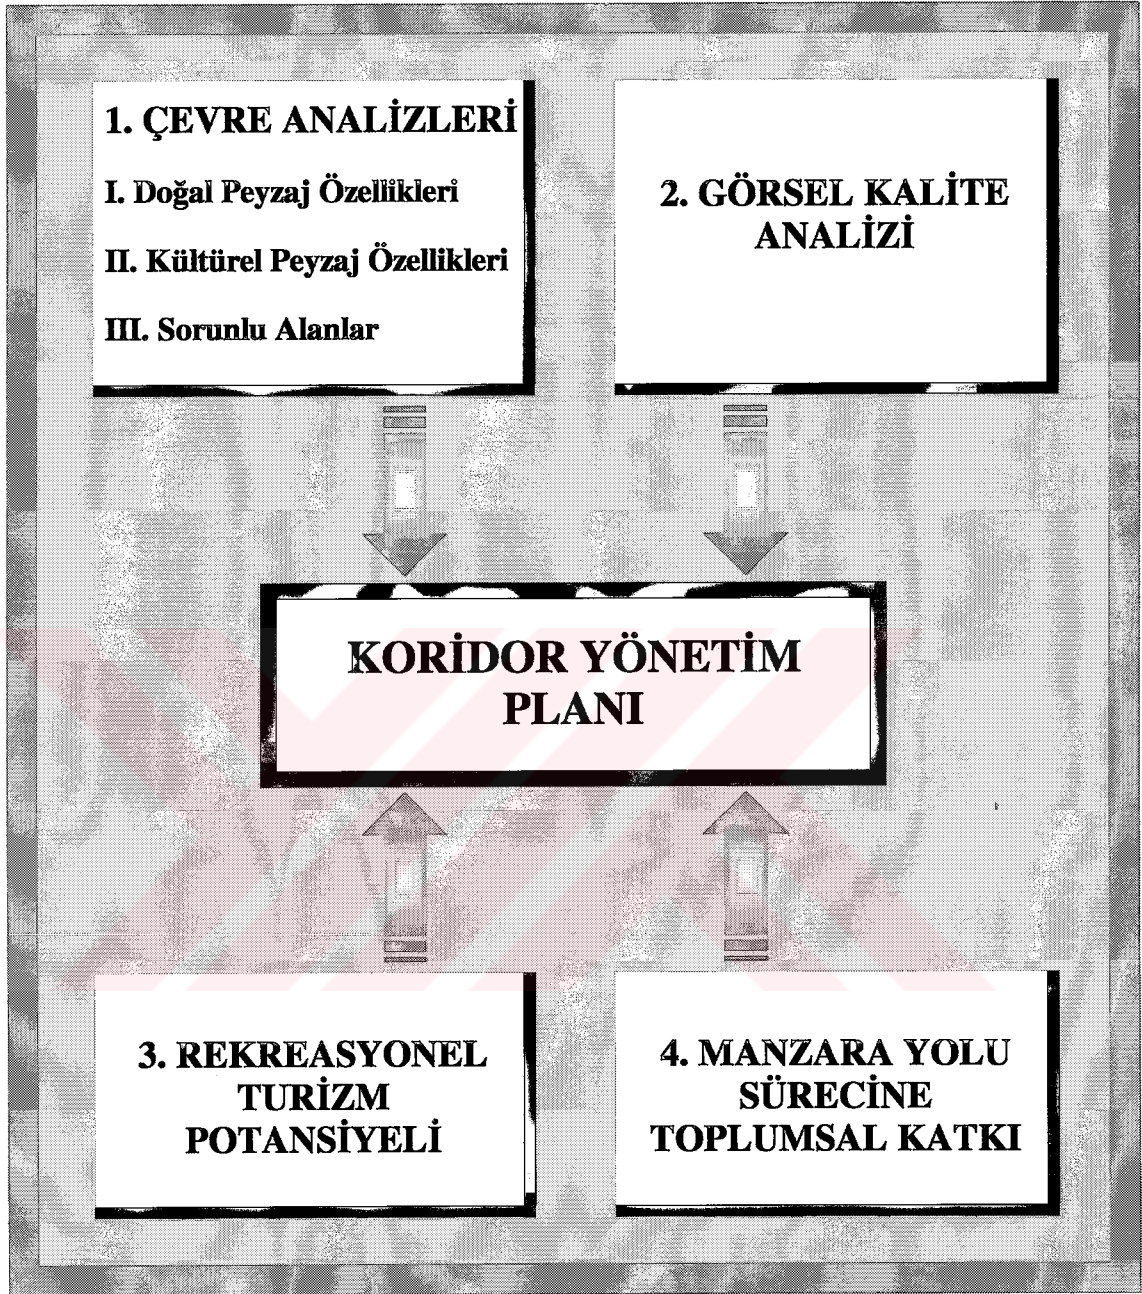 1. ÇEVRE ANALİZLERİ
I. Doğal Peyzaj Özellikleri
II. Kültürel Peyzaj Özellikleri
III. Sorunlu Alanlar
2. GÖRSEL KALİTE
ANALİZİ
KORİDOR YÖNETİM
PLANI
3. REKREASYONEL
TURİZM
POTANSİYELİ
4. MANZARA YOLU
SÜRECİNE
TOPLUMSAL KATKI